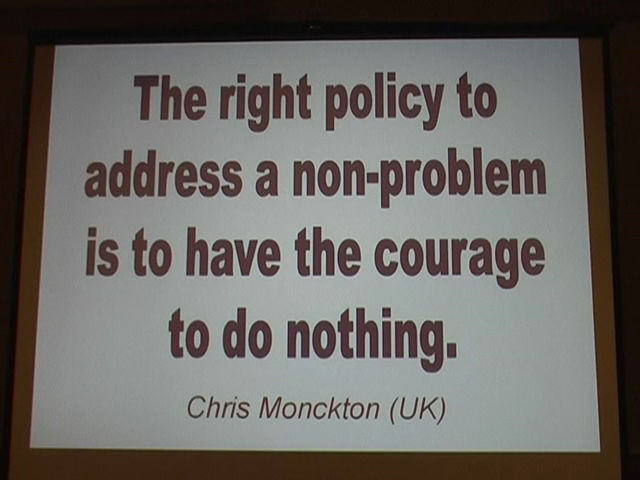 The right policy to
address a non-problem
is to have the courage
to do nothing.
Chris Monckton (UK)